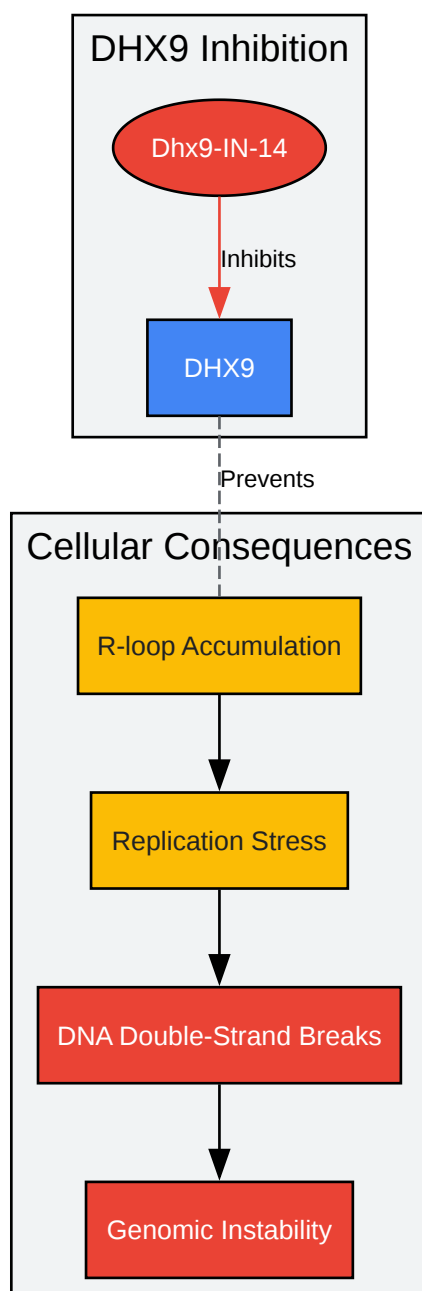 DHX9 Inhibition
Dhx9-IN-14
Inhibits
DHX9
Prevents
Cellular Consequences
R-loop Accumulation
Replication Stress
DNA Double-Strand Breaks
Genomic Instability